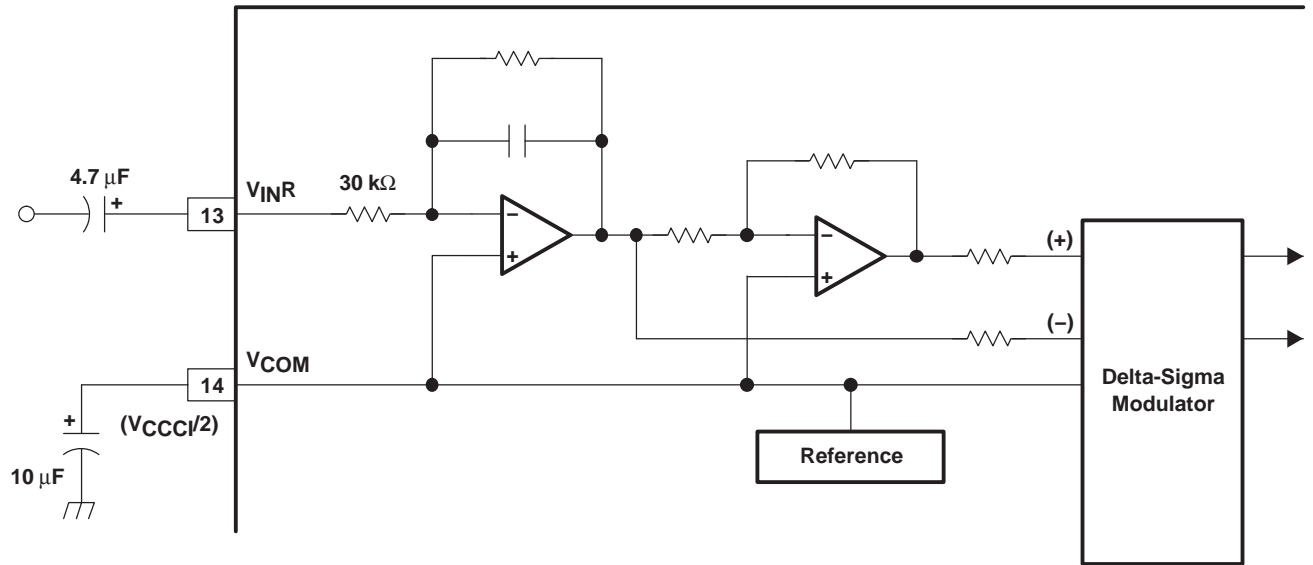 4.7 μF
+
13
VINR
30 kΩ
−
+
−
+
(+)
(−)
VCOM
14
(VCCCI/2)
+
10 μF
Reference
Delta-Sigma
Modulator